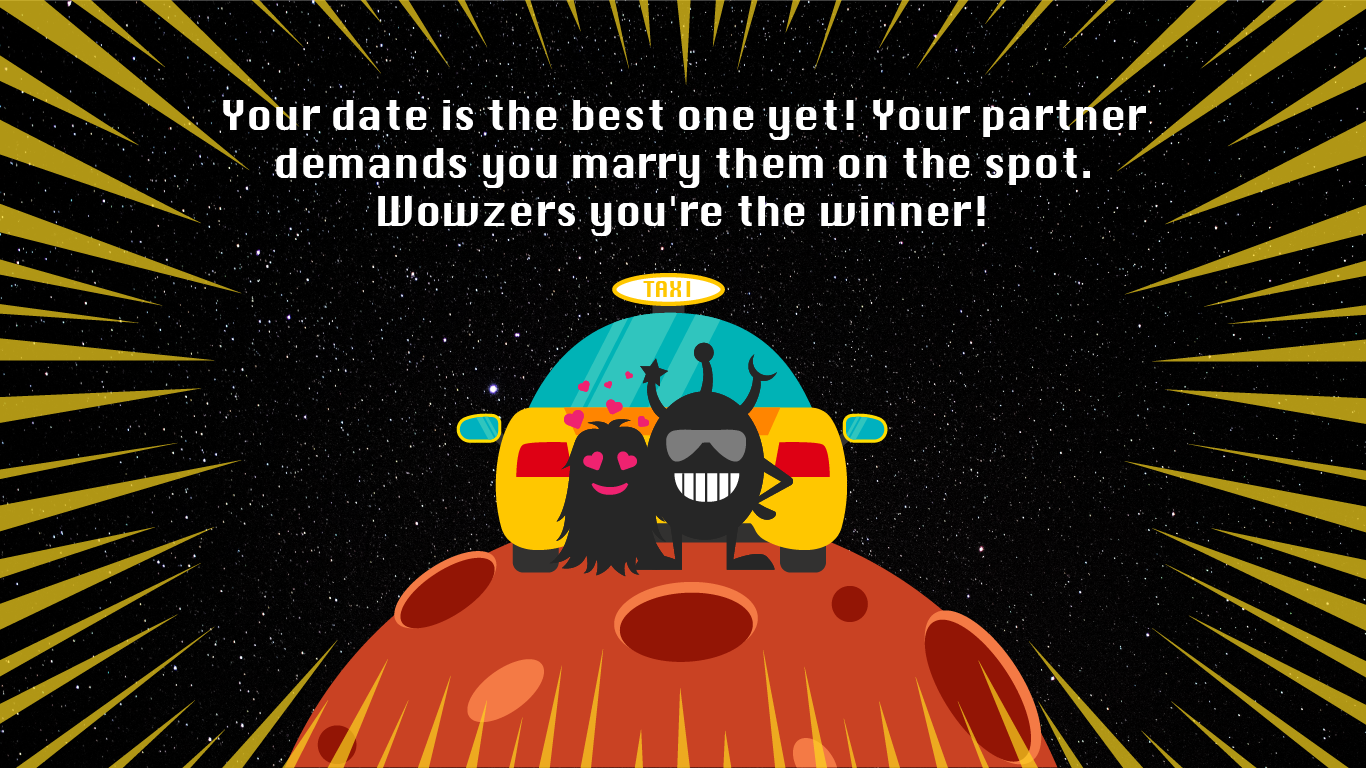 Your date is the best one yet! Your partner
demands you marry them on the spot.
Wowzers you're the winner!
TAXI